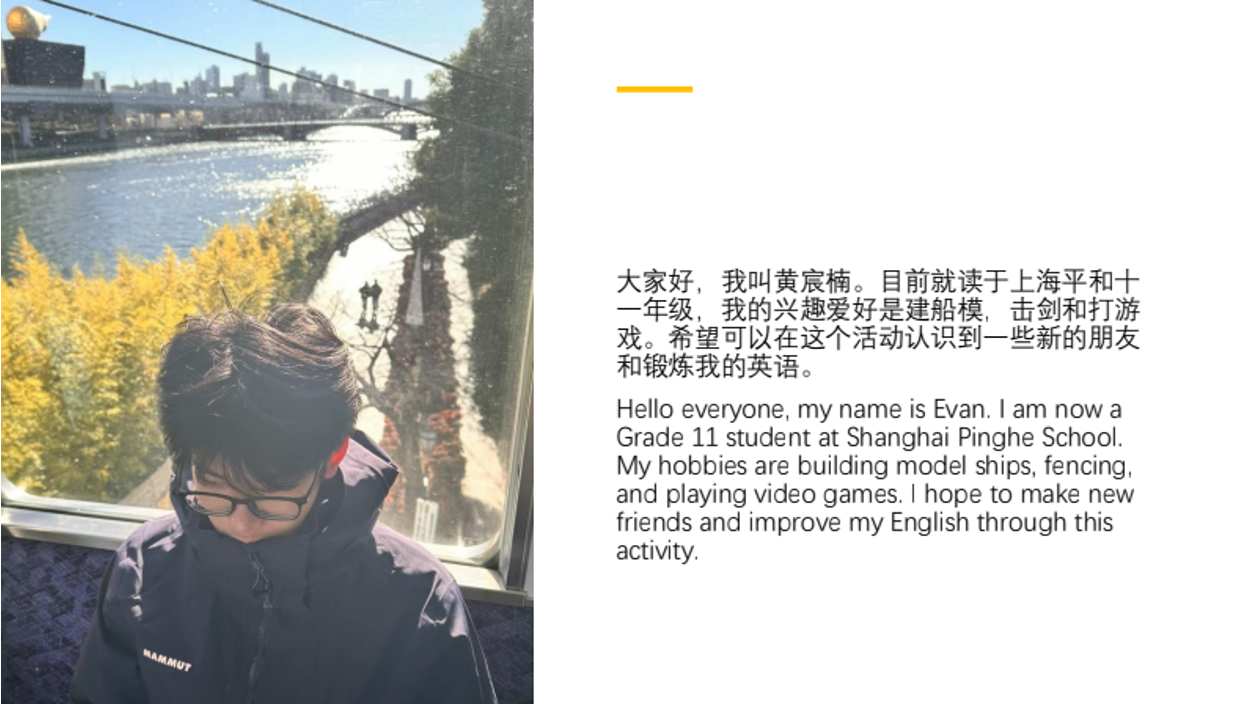 大家好，我叫黄宸楠。目前就读于上海平和十
一年级，我的兴趣爱好是建船模，击剑和打游
戏。希望可以在这个活动认识到一些新的朋友
和锻炼我的英语。
Hello everyone, my name is Evan. I am now a
Grade 11 student at Shanghai Pinghe School.
My hobbies are building model ships, fencing,
and playing video games. I hope to make new
friends and improve my English through this
activity.
MAMMUT